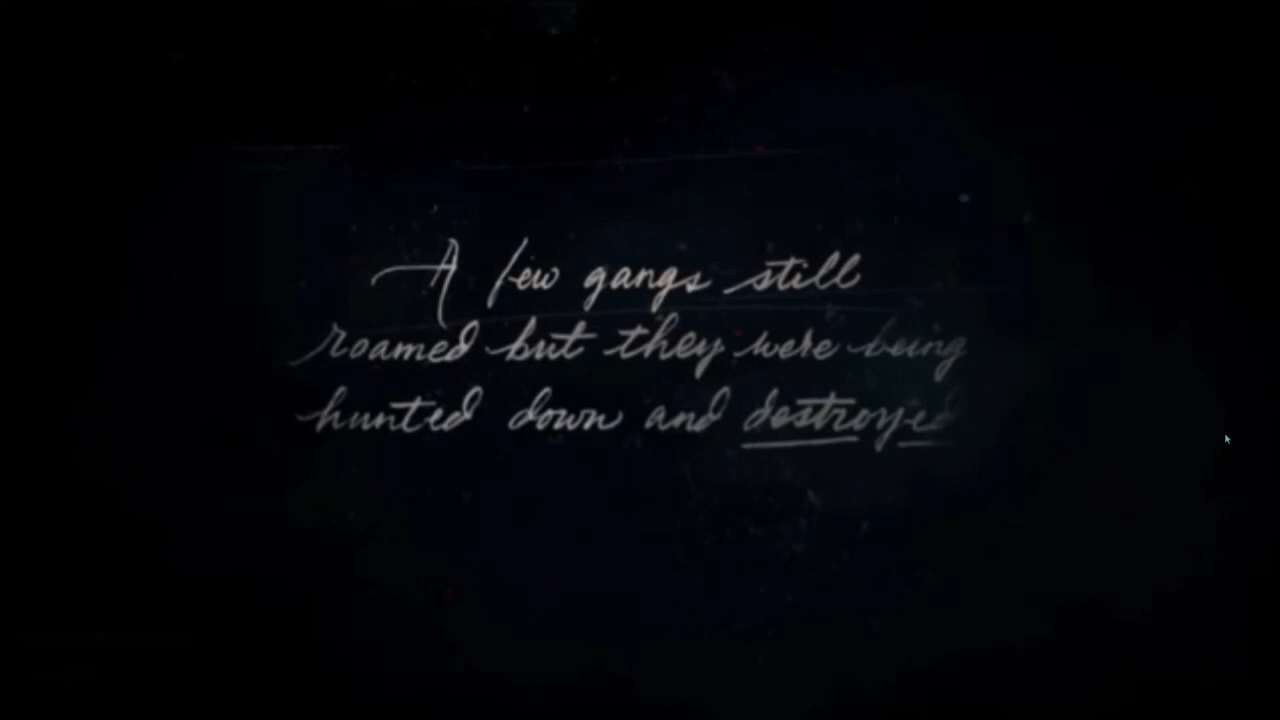 A few gangs still
roamed but they were being
hunted down and destroyed